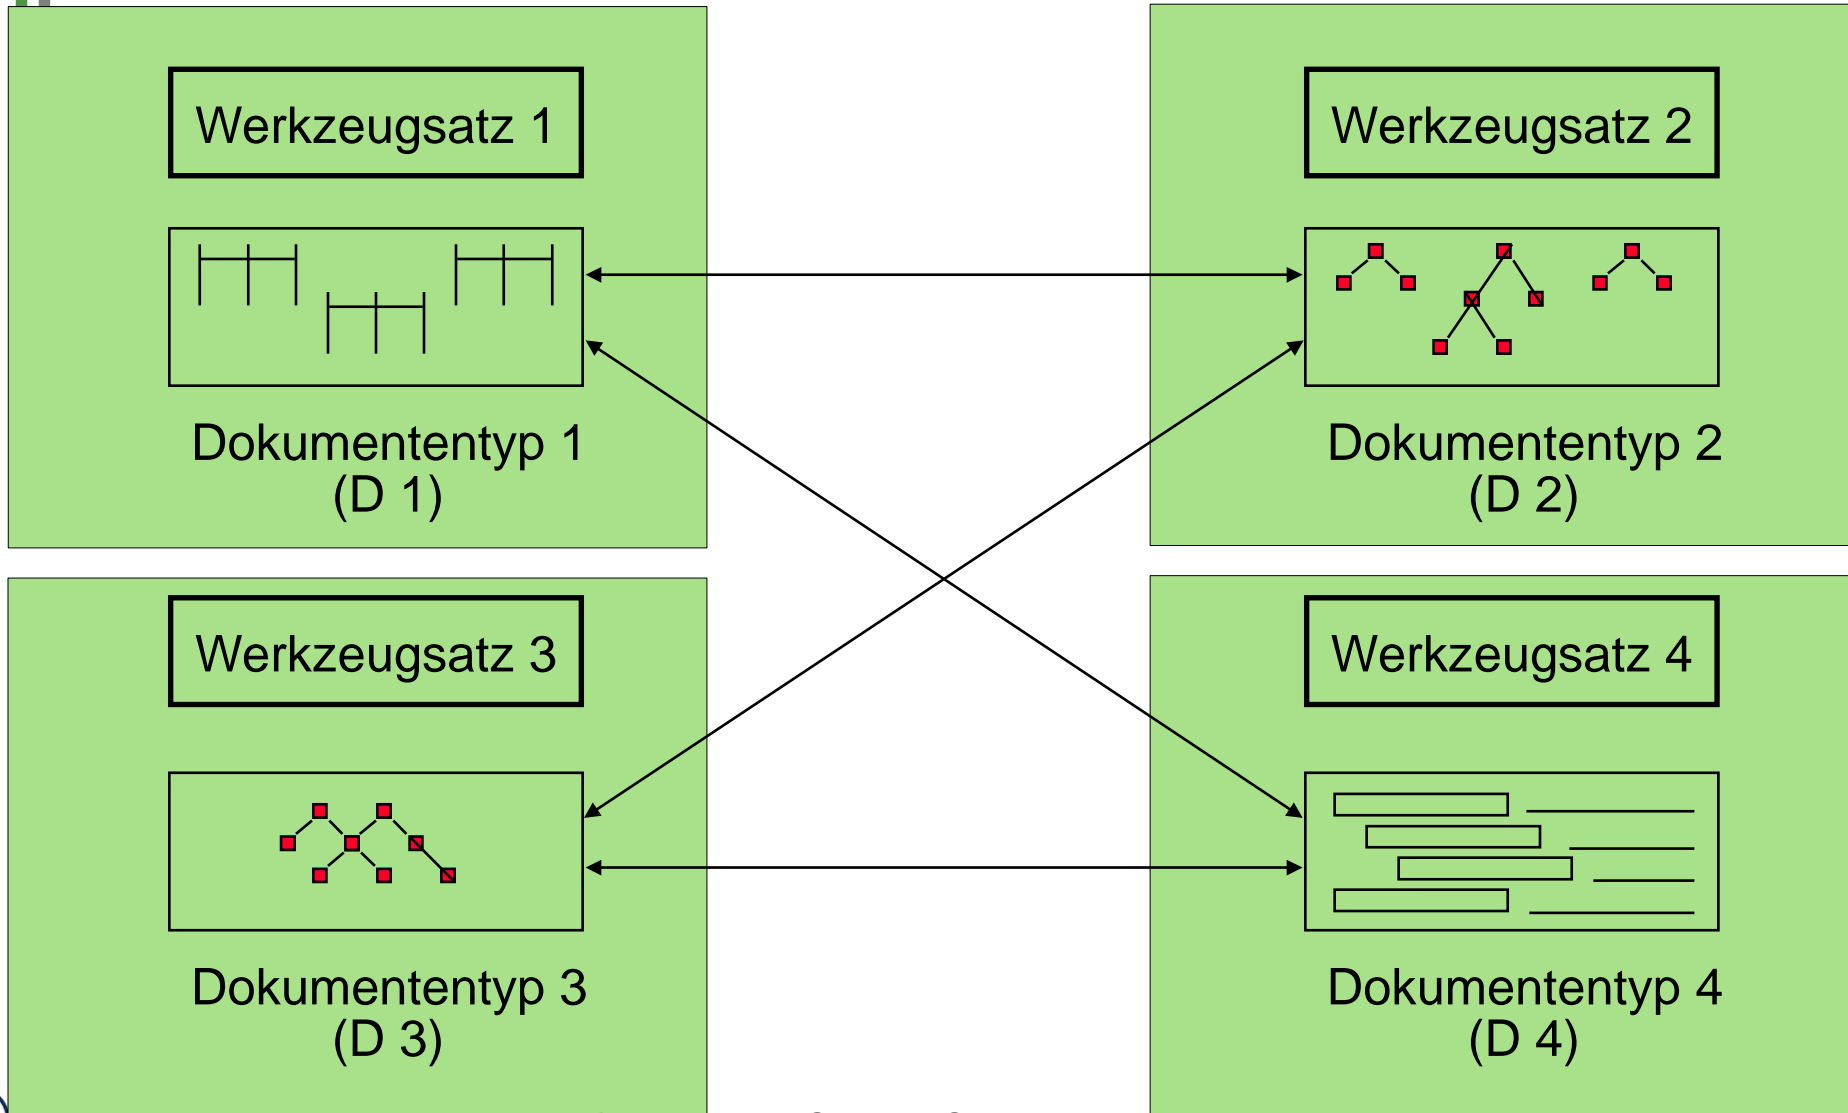 Werkzeugsatz 1
Werkzeugsatz 2
Dokumententyp 1
(D 1)
Dokumententyp 2
(D 2)
Werkzeugsatz 3
Werkzeugsatz 4
Dokumententyp 3
(D 3)
Dokumententyp 4
(D 4)